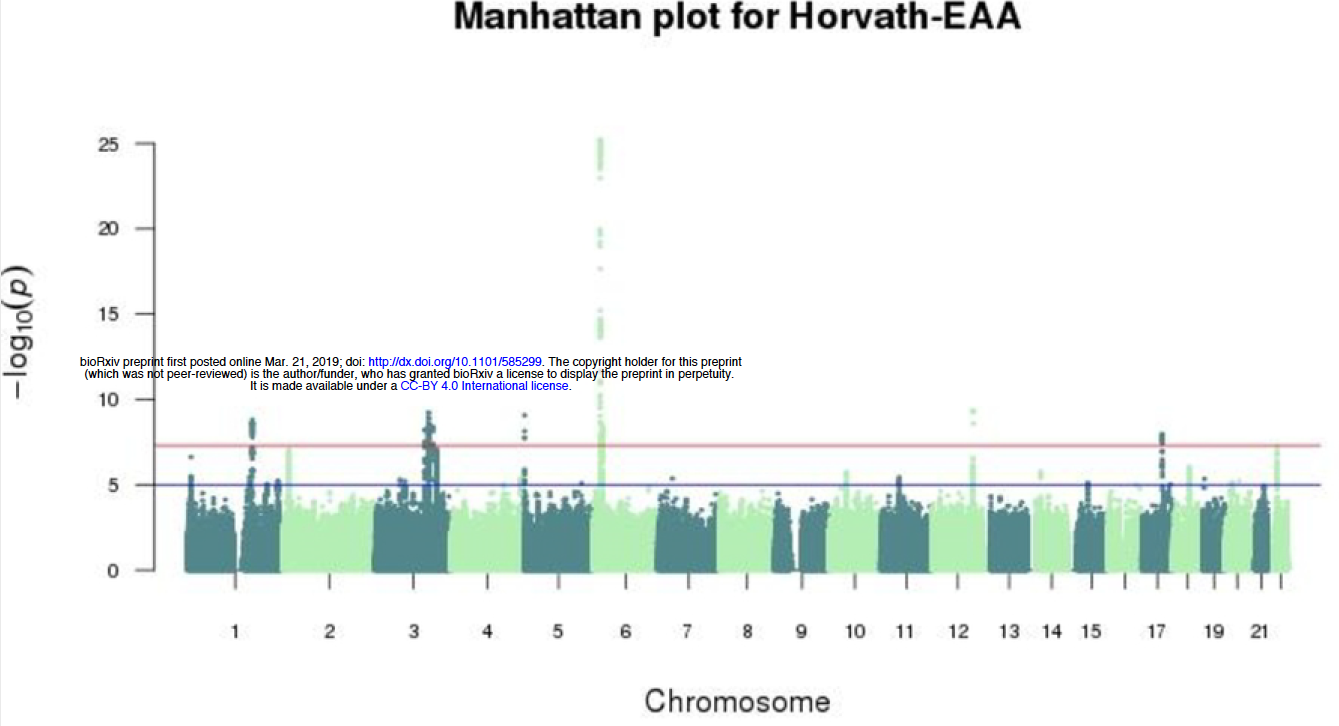 Manhattan plot for Horvath-EAA
25
20
15
bioRxiv preprint first posted online Mar. 21, 2019; doi: http://dx.doi.org/10.1101/585299. The copyright holder for this preprint
(which was not peer-reviewed) is the author/funder, who has granted bioRxiv a license to display the preprint in perpetuity.
It is made available under a CC-BY 4.0 International license.
10
5
0
−log10(p)
1 2 3 4 5 6 7 8 9 10 11 12 13 14 15 17 19 21
Chromosome